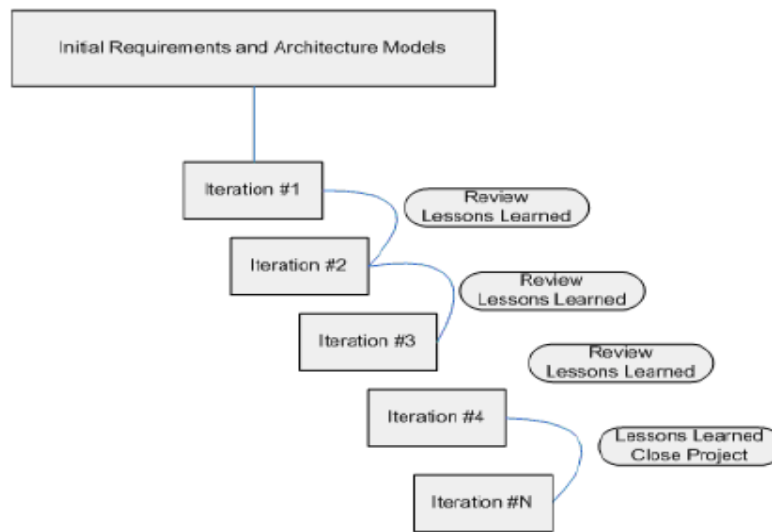 Initial Requirements and Architecture Models
Iteration #1
Review
Lessons Learned
Iteration #2
Review
Lessons Learned
Iteration #3
Review
Lessons Learned
Iteration #4
Lessons Learned
Close Project
Iteration #N